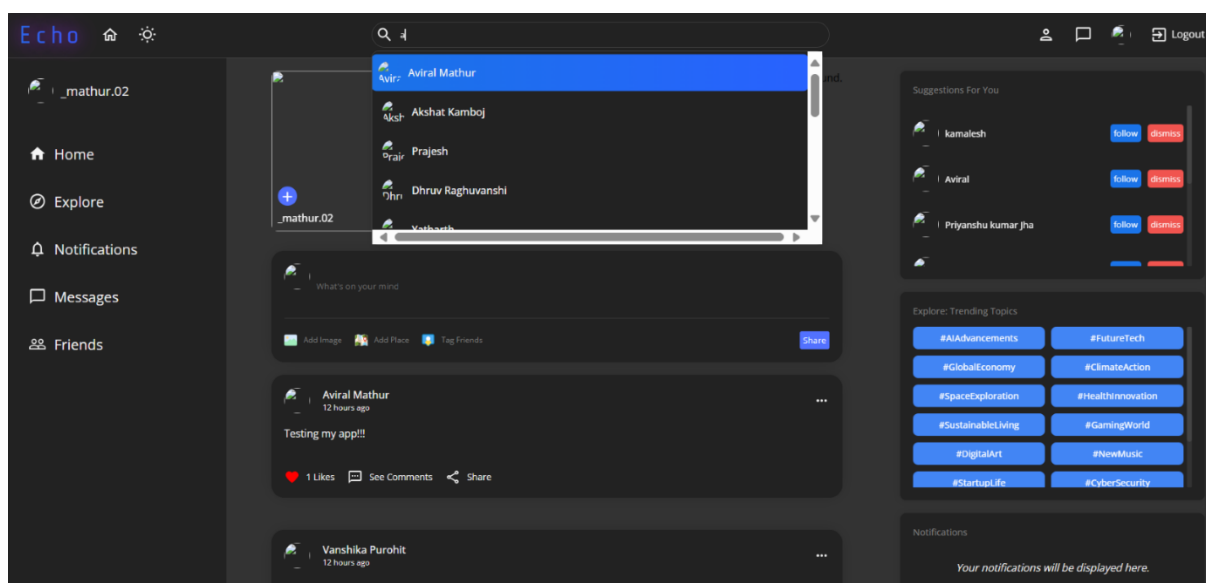 Echo
a
Logout
_mathur.02
Home
Explore
Notifications
Messages
Friends
Aviral Mathur
Akshat Kamboj
Prajesh
Dhruv Raghuvanshi
Yatharth
und.
_mathur.02
What's on your mind
Add Image
Add Place
Tag Friends
Share
Aviral Mathur
12 hours ago
Testing my app!!!
1 Likes
See Comments
Share
Vanshika Purohit
12 hours ago
Suggestions For You
kamalesh
follow
dismiss
Aviral
follow
dismiss
Priyanshu kumar Jha
follow
dismiss
Explore: Trending Topics
#AIAdvancements
#FutureTech
#GlobalEconomy
#ClimateAction
#SpaceExploration
#HealthInnovation
#SustainableLiving
#GamingWorld
#DigitalArt
#NewMusic
#StartupLife
#CyberSecurity
Notifications
Your notifications will be displayed here.